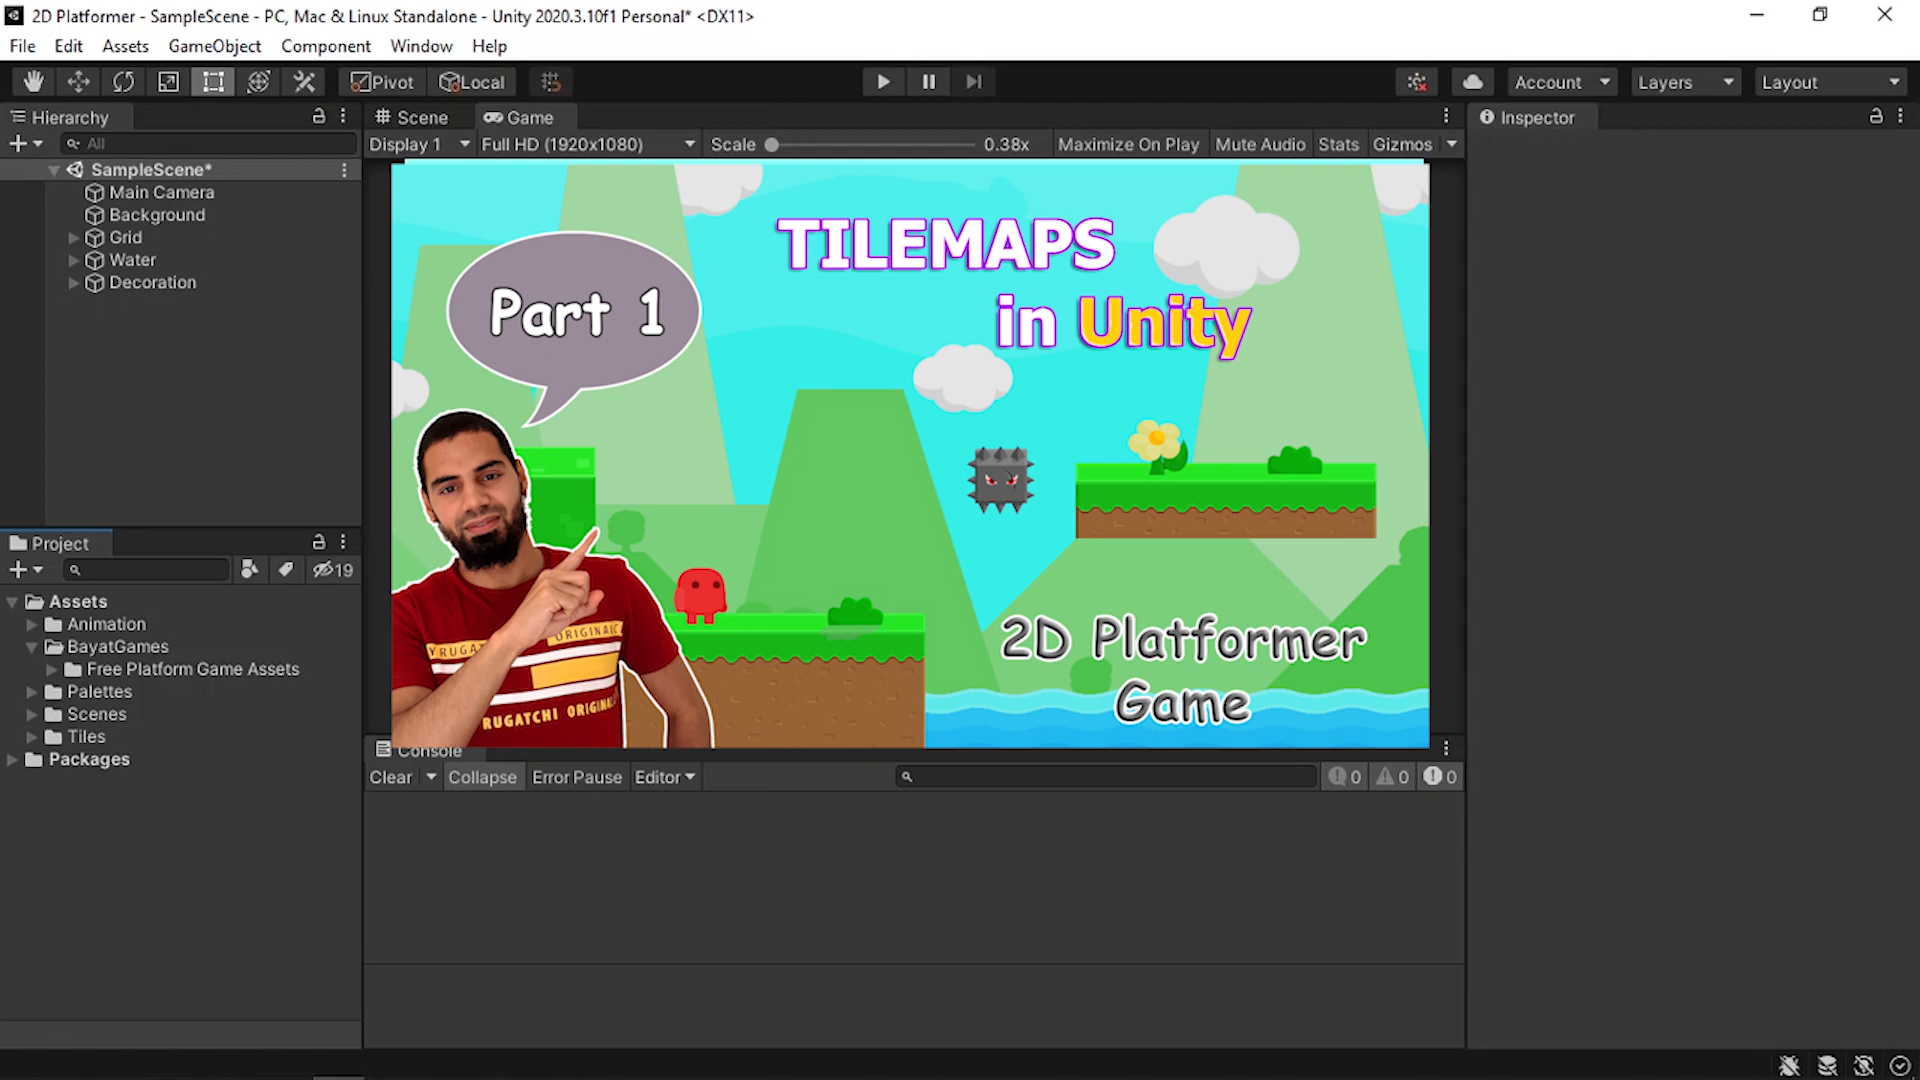 2D Platformer - SampleScene - PC, Mac & Linux Standalone - Unity 2020.3.10f1 Personal* <DX11>
File Edit Assets GameObject Component Window Help
Pivot Local Account Layers Layout
Hierarchy
All
SampleScene*
Main Camera
Background
Grid
Water
Decoration
Scene Game
Display 1 Full HD (1920x1080) Scale 0.38x Maximize On Play Mute Audio Stats Gizmos
TILEMAPS
in Unity
Part 1
ORIGINAL
RUGATCHI ORIGINAL
2D Platformer
Game
Inspector
Project
19
Assets
Animation
BayatGames
Free Platform Game Assets
Palettes
Scenes
Tiles
Packages
Console
Clear Collapse Error Pause Editor 0 0 0